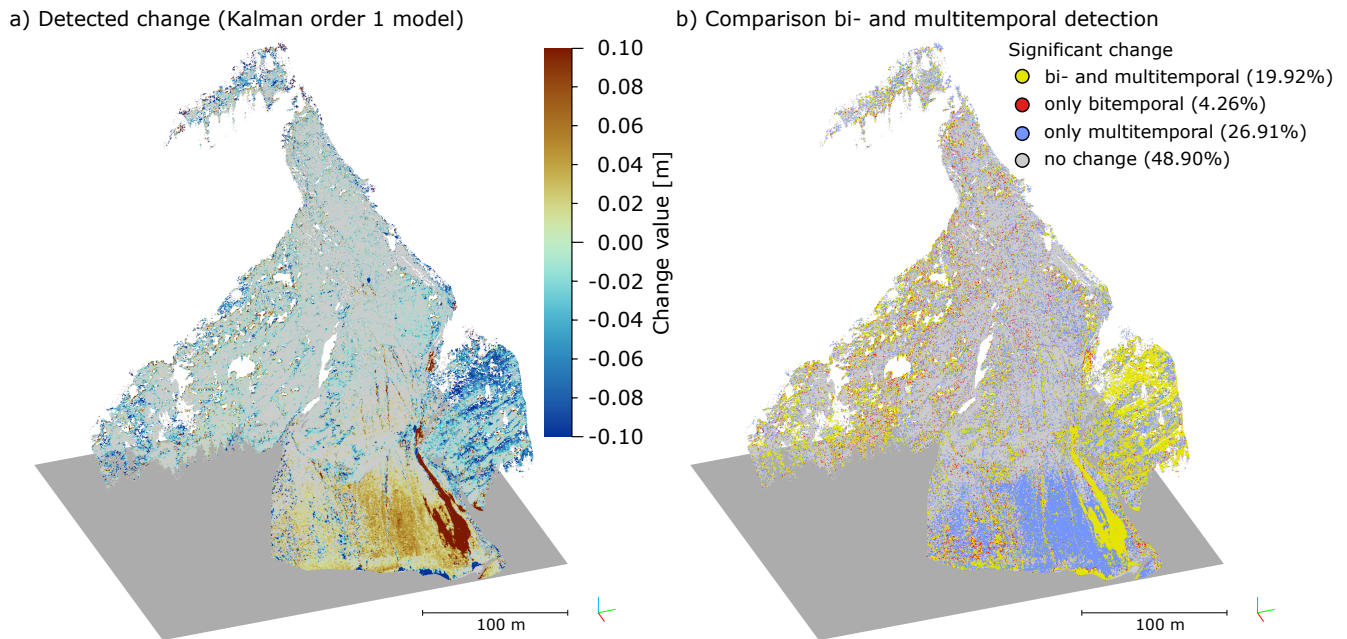 a) Detected change (Kalman order 1 model)
0.10
0.08
0.06
0.04
0.02
0.00
-0.02
-0.04
-0.06
-0.08
-0.10
Change value [m]
100 m
b) Comparison bi- and multitemporal detection
Significant change
bi- and multitemporal (19.92%)
only bitemporal (4.26%)
only multitemporal (26.91%)
no change (48.90%)
100 m